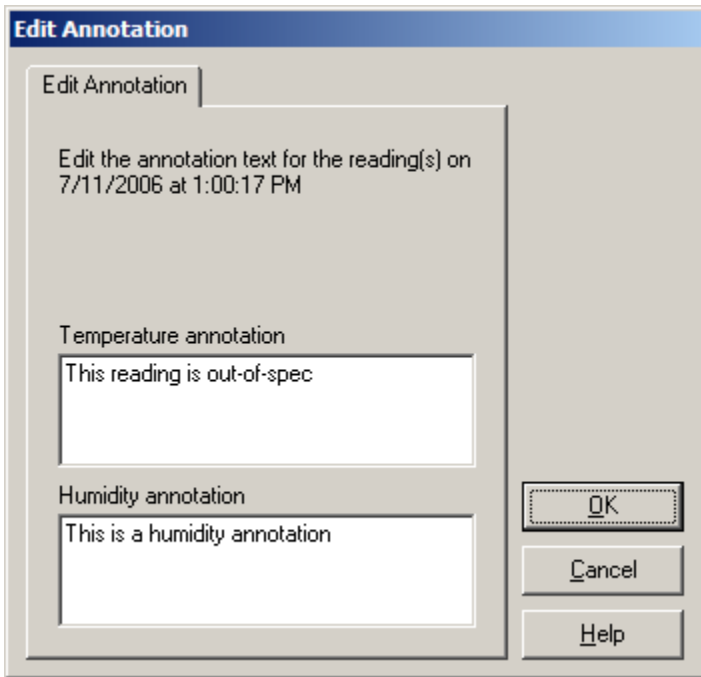 Edit Annotation
Edit Annotation
Edit the annotation text for the reading(s) on
7/11/2006 at 1:00:17 PM
Temperature annotation
This reading is out-of-spec
Humidity annotation
This is a humidity annotation
OK
Cancel
Help